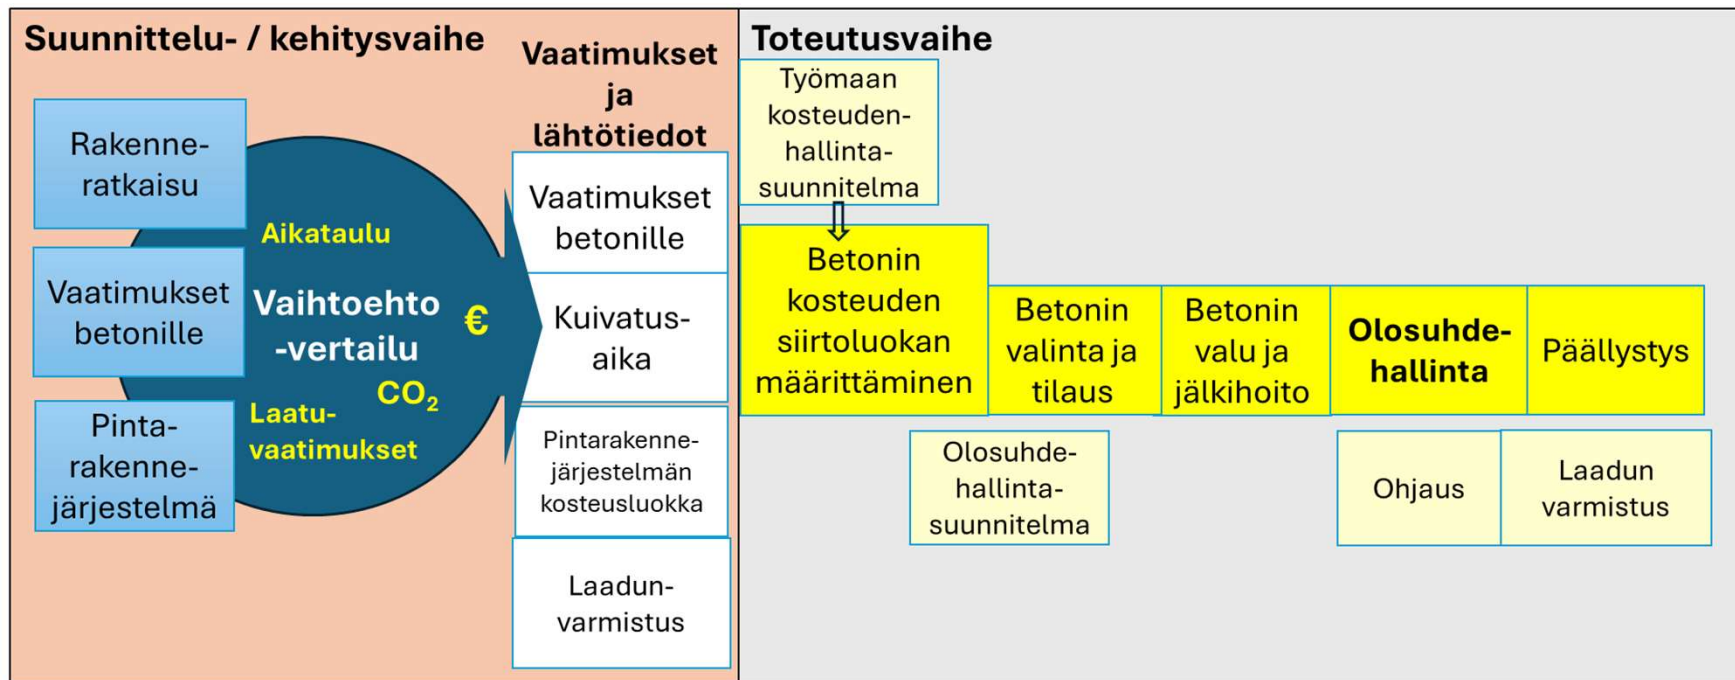 Suunnittelu- / kehitysvaihe
Rakenne-
ratkaisu
Vaatimukset
betonille
Pinta-
rakenne-
järjestelmä
Aikataulu
Vaihtoehto
-vertailu
€
CO₂
Laatu-
vaatimukset
Vaatimukset
ja
lähtötiedot
Vaatimukset
betonille
Kuivatus-
aika
Pintarakenne-
järjestelmän
kosteusluokka
Laadun-
varmistus
Toteutusvaihe
Työmaan
kosteuden-
hallinta-
suunnitelma
Betonin
kosteuden
siirtoluokan
määrittäminen
Betonin
valinta ja
tilaus
Betonin
valu ja
jälkihoito
Olosuhde-
hallinta
Päällystys
Olosuhde-
hallinta-
suunnitelma
Ohjaus
Laadun
varmistus